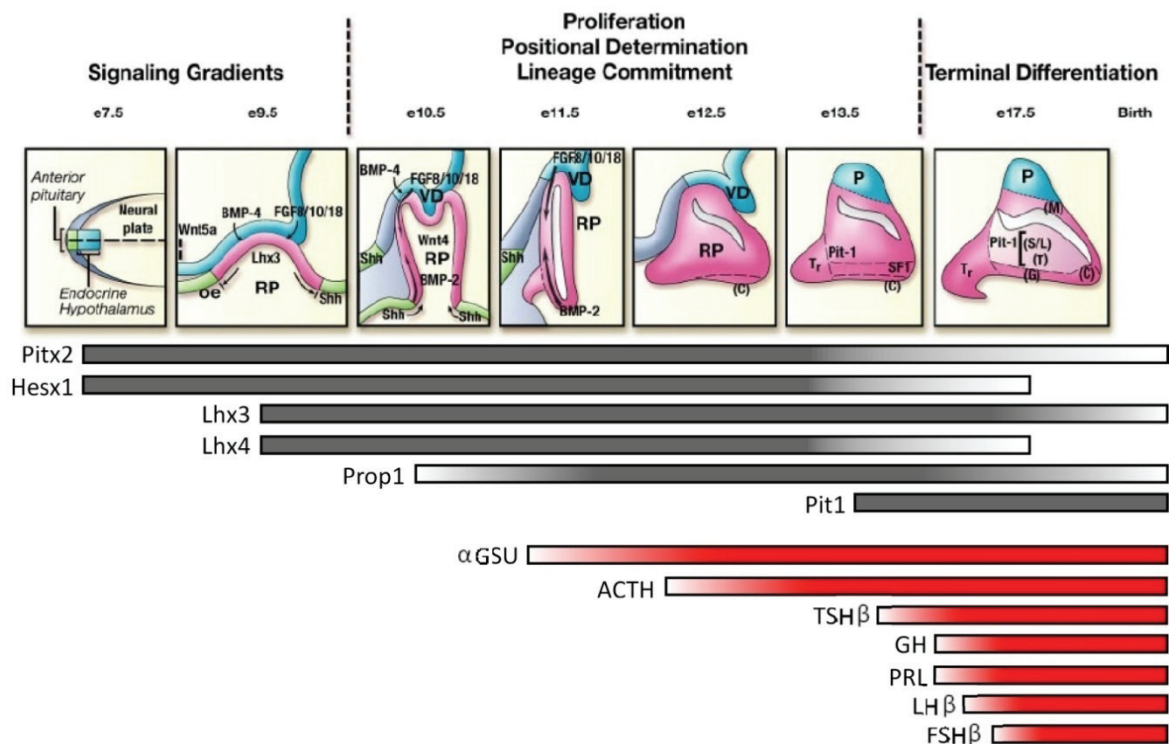 Proliferation
Positional Determination
Lineage Commitment
Signaling Gradients
Terminal Differentiation
e7.5
e9.5
e10.5
e11.5
e12.5
e13.5
e17.5
Birth
Anterior
pituitary
Neural
plate
Endocrine
Hypothalamus
Wnt5a
BMP-4
FGF8/10/18
Lhx3
oe
RP
Shh
BMP-4
FGF8/10/18
VD
Shh
Wnt4
RP
BMP-2
Shh
Shh
FGF8/10/18
VD
RP
Shh
BMP-2
VD
RP
(C)
P
Pit-1
Tr
SF1
(C)
P
(M)
Pit-1
(S/L)
(T)
Tr
(G)
(C)
Pitx2
Hesx1
Lhx3
Lhx4
Prop1
Pit1
αGSU
ACTH
TSHβ
GH
PRL
LHβ
FSHβ